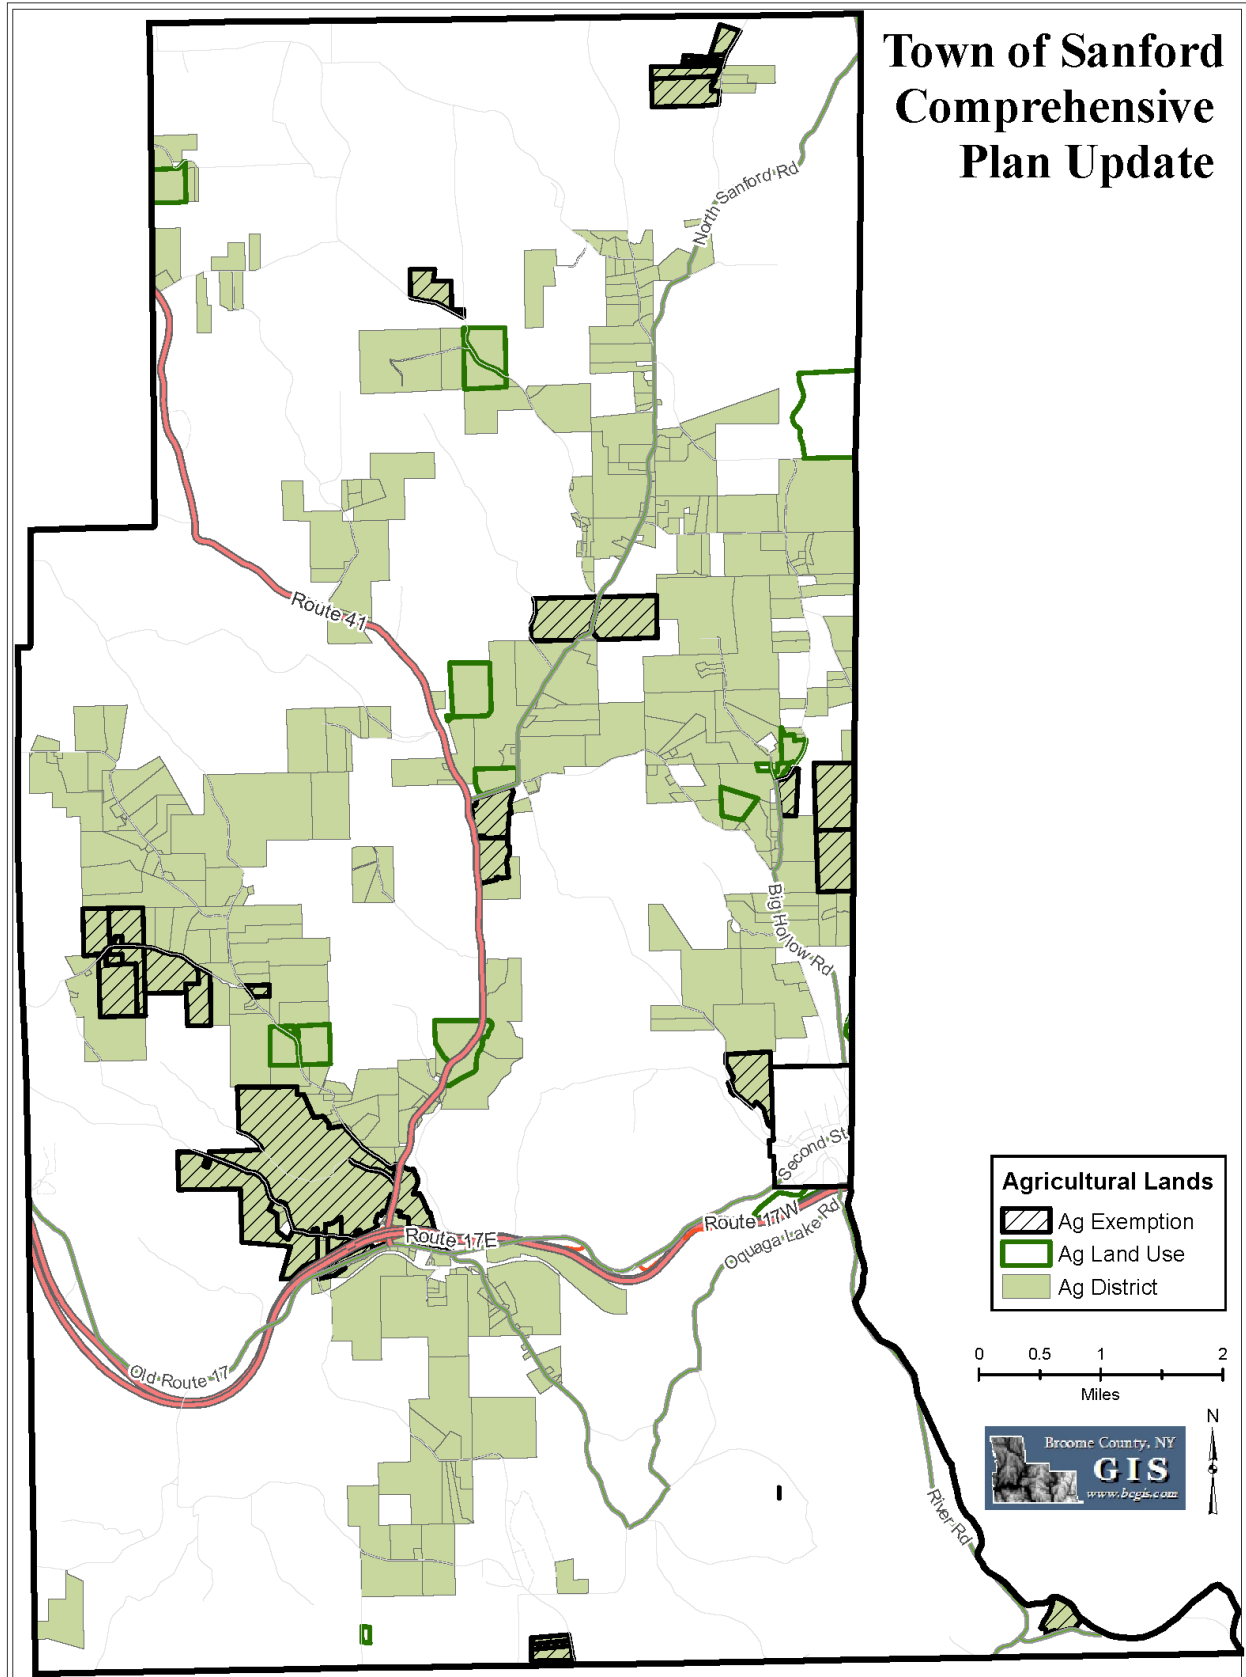 Town of Sanford
Comprehensive
Plan Update
North Sanford Rd
Route 41
Big Hollow Rd
Second St
Route 17W
Route 17E
Oquaga Lake Rd
Old Route 17
River Rd
Agricultural Lands
Ag Exemption
Ag Land Use
Ag District
0 0.5 1 2
Miles
N
Broome County, NY
GIS
www.bcgis.com